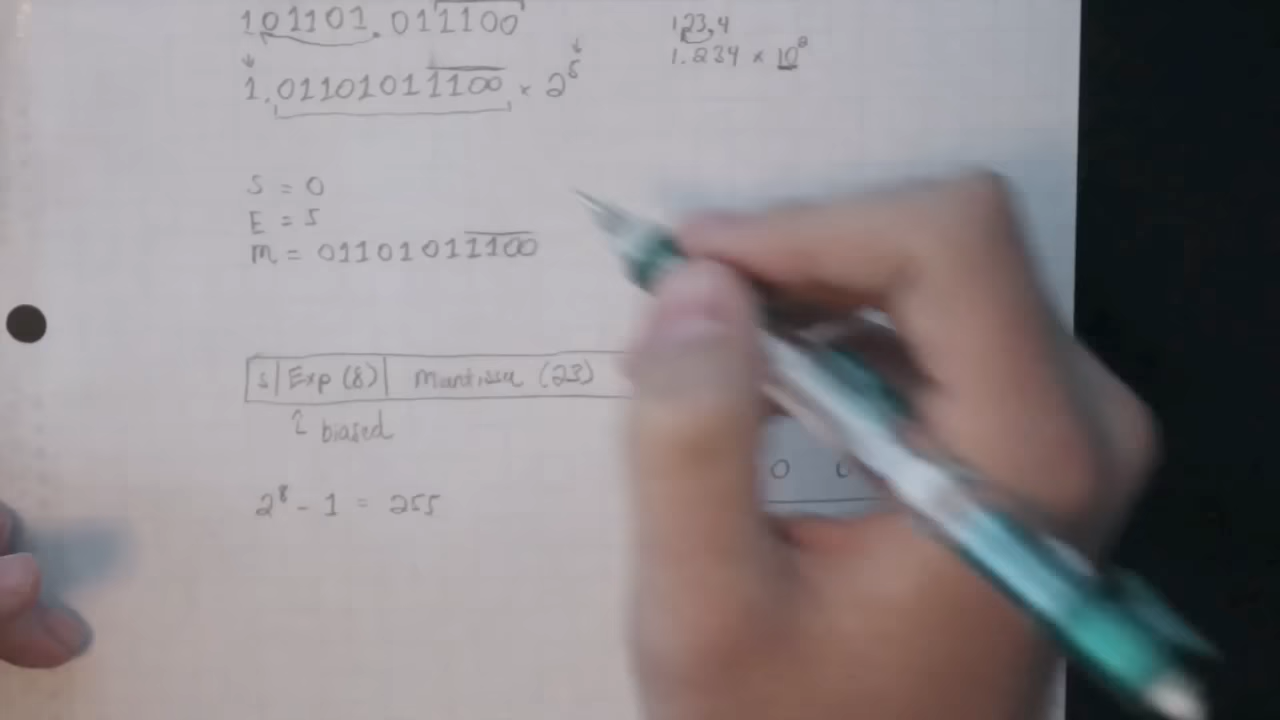 101101.011100
1.01101011100 × 2^5
123.4
1.234 × 10^2
S = 0
E = 5
m = 01101011100
S | Exp (8) | Mantissa (23)
biased
2^8 - 1 = 255
0